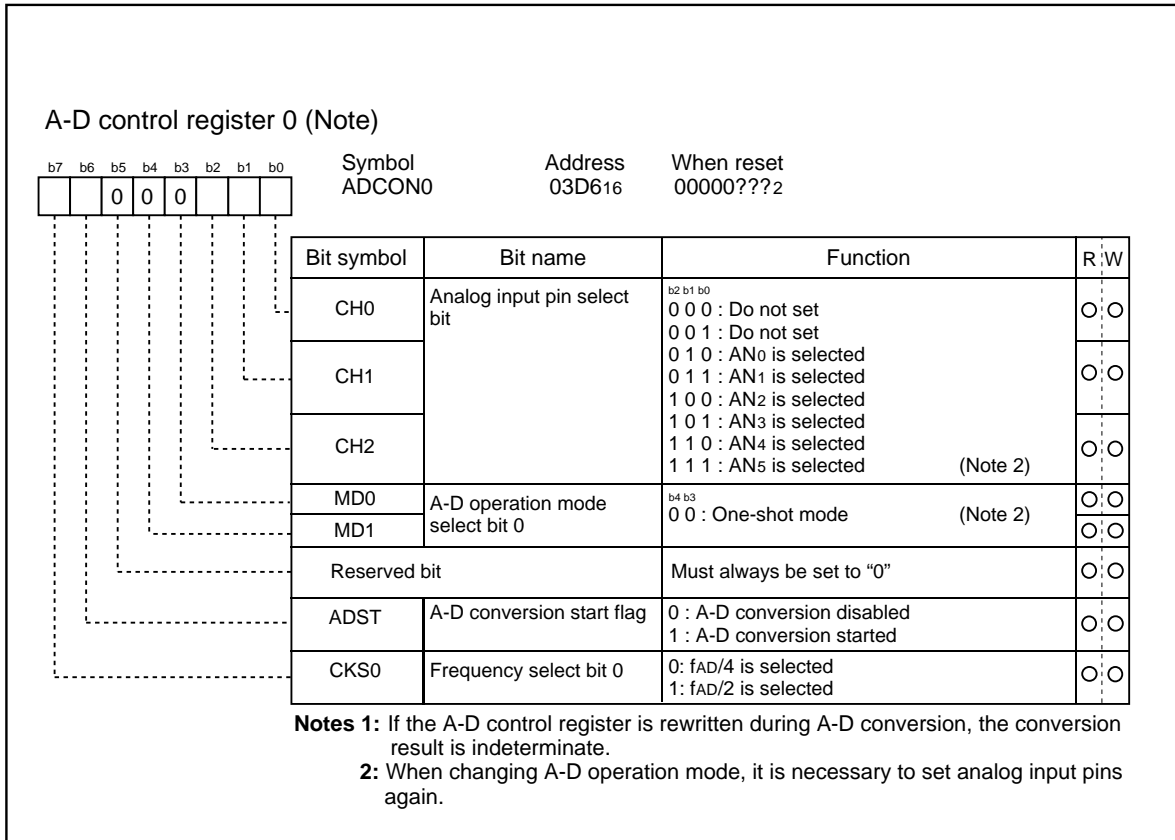 A-D control register 0 (Note)
b7 b6 b5 b4 b3 b2 b1 b0
0 0 0
Symbol Address When reset
ADCON0 03D616 00000???2
Bit symbol Bit name Function R W
CH0 Analog input pin select bit
b2 b1 b0
0 0 0 : Do not set
0 0 1 : Do not set
0 1 0 : AN0 is selected
0 1 1 : AN1 is selected
1 0 0 : AN2 is selected
1 0 1 : AN3 is selected
1 1 0 : AN4 is selected
1 1 1 : AN5 is selected (Note 2)
CH1
CH2
MD0
MD1
A-D operation mode
select bit 0
b4 b3
0 0 : One-shot mode (Note 2)
Reserved bit Must always be set to “0”
ADST A-D conversion start flag
0 : A-D conversion disabled
1 : A-D conversion started
CKS0 Frequency select bit 0
0: fAD/4 is selected
1: fAD/2 is selected
Notes 1: If the A-D control register is rewritten during A-D conversion, the conversion
result is indeterminate.
2: When changing A-D operation mode, it is necessary to set analog input pins
again.